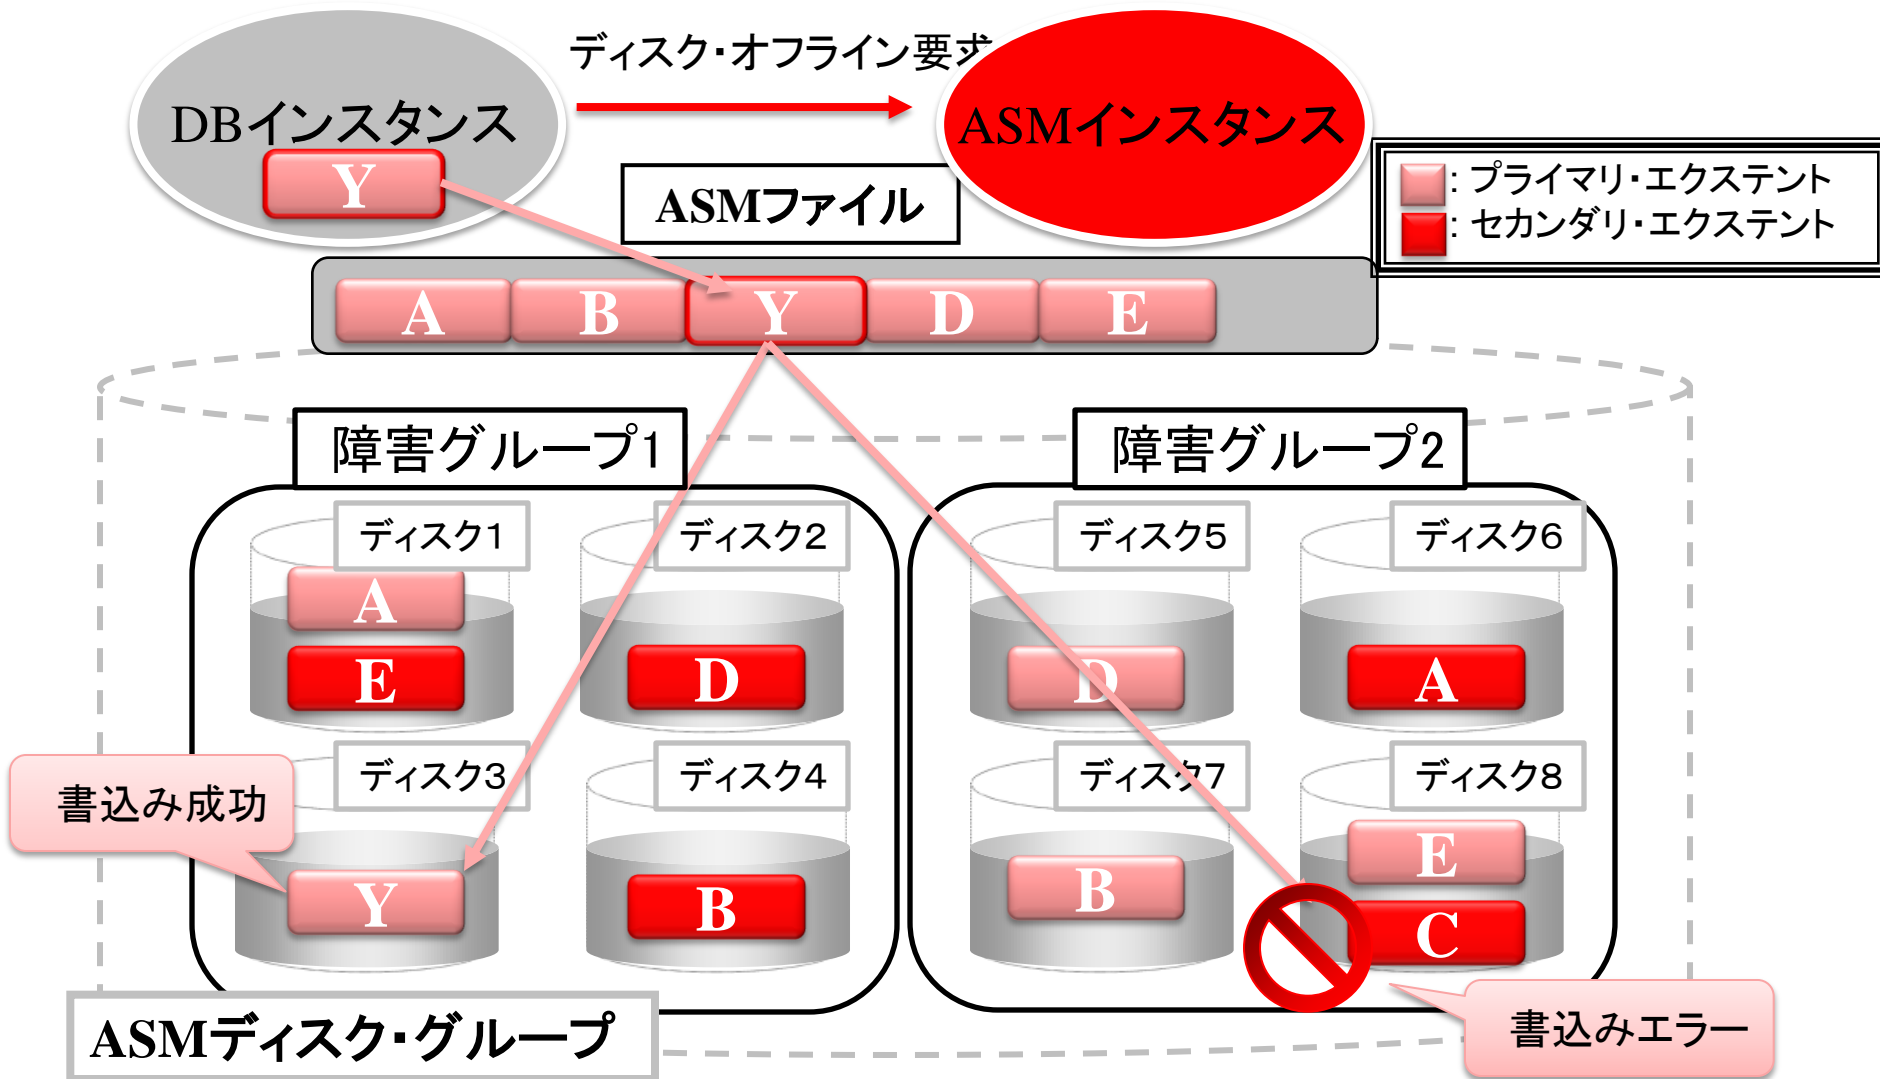 ディスク・オフライン要求
DBインスタンス
ASMインスタンス
Y
ASMファイル
: プライマリ・エクステント
: セカンダリ・エクステント
A B Y D E
障害グループ1
障害グループ2
ディスク1
ディスク2
ディスク5
ディスク6
A
E
D
D
A
ディスク3
ディスク4
ディスク7
ディスク8
書込み成功
Y
B
B
E
C
ASMディスク・グループ
書込みエラー